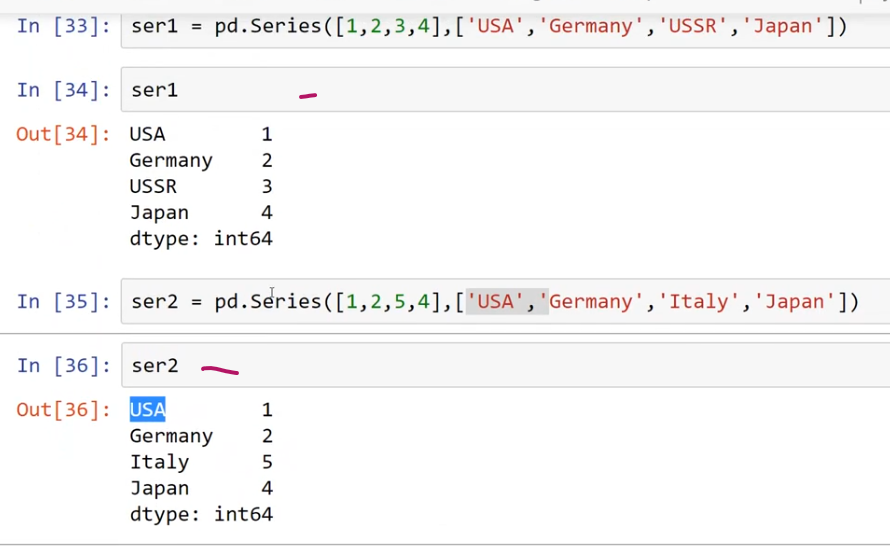 In [33]: ser1 = pd.Series([1,2,3,4],['USA','Germany','USSR','Japan'])
In [34]: ser1
Out[34]: USA 1
Germany 2
USSR 3
Japan 4
dtype: int64
In [35]: ser2 = pd.Series([1,2,5,4],['USA','Germany','Italy','Japan'])
In [36]: ser2
Out[36]: USA 1
Germany 2
Italy 5
Japan 4
dtype: int64